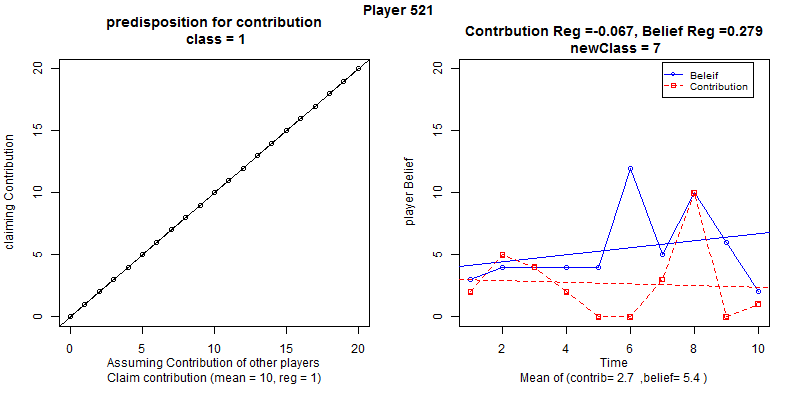 Player 521
predisposition for contribution
class = 1
claiming Contribution
20
15
10
5
0
0 5 10 15 20
Assuming Contribution of other players
Claim contribution (mean = 10, reg = 1)
Contrbution Reg =-0.067, Belief Reg =0.279
newClass = 7
Beleif
Contribution
player Belief
20
15
10
5
0
2 4 6 8 10
Time
Mean of (contrib= 2.7 ,belief= 5.4 )